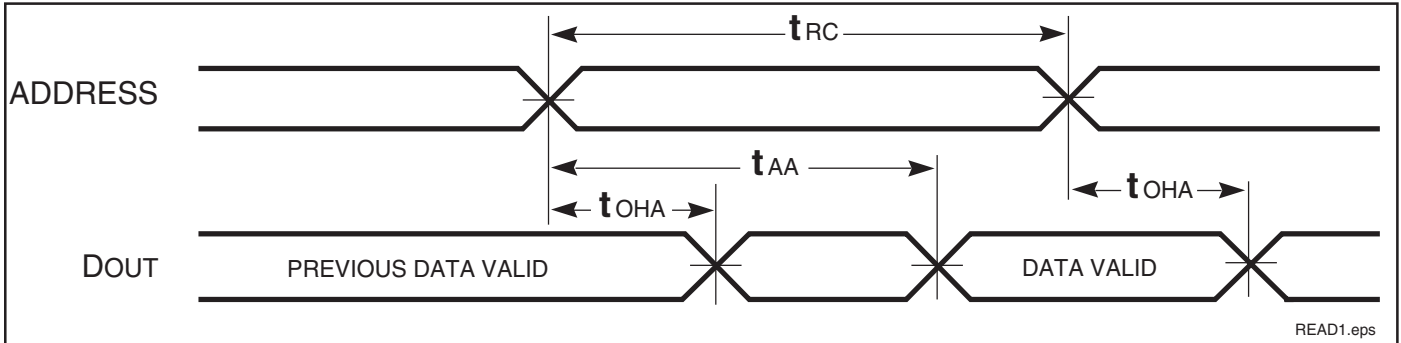 tRC
ADDRESS
tAA
tOHA
tOHA
DOUT
PREVIOUS DATA VALID
DATA VALID
READ1.eps